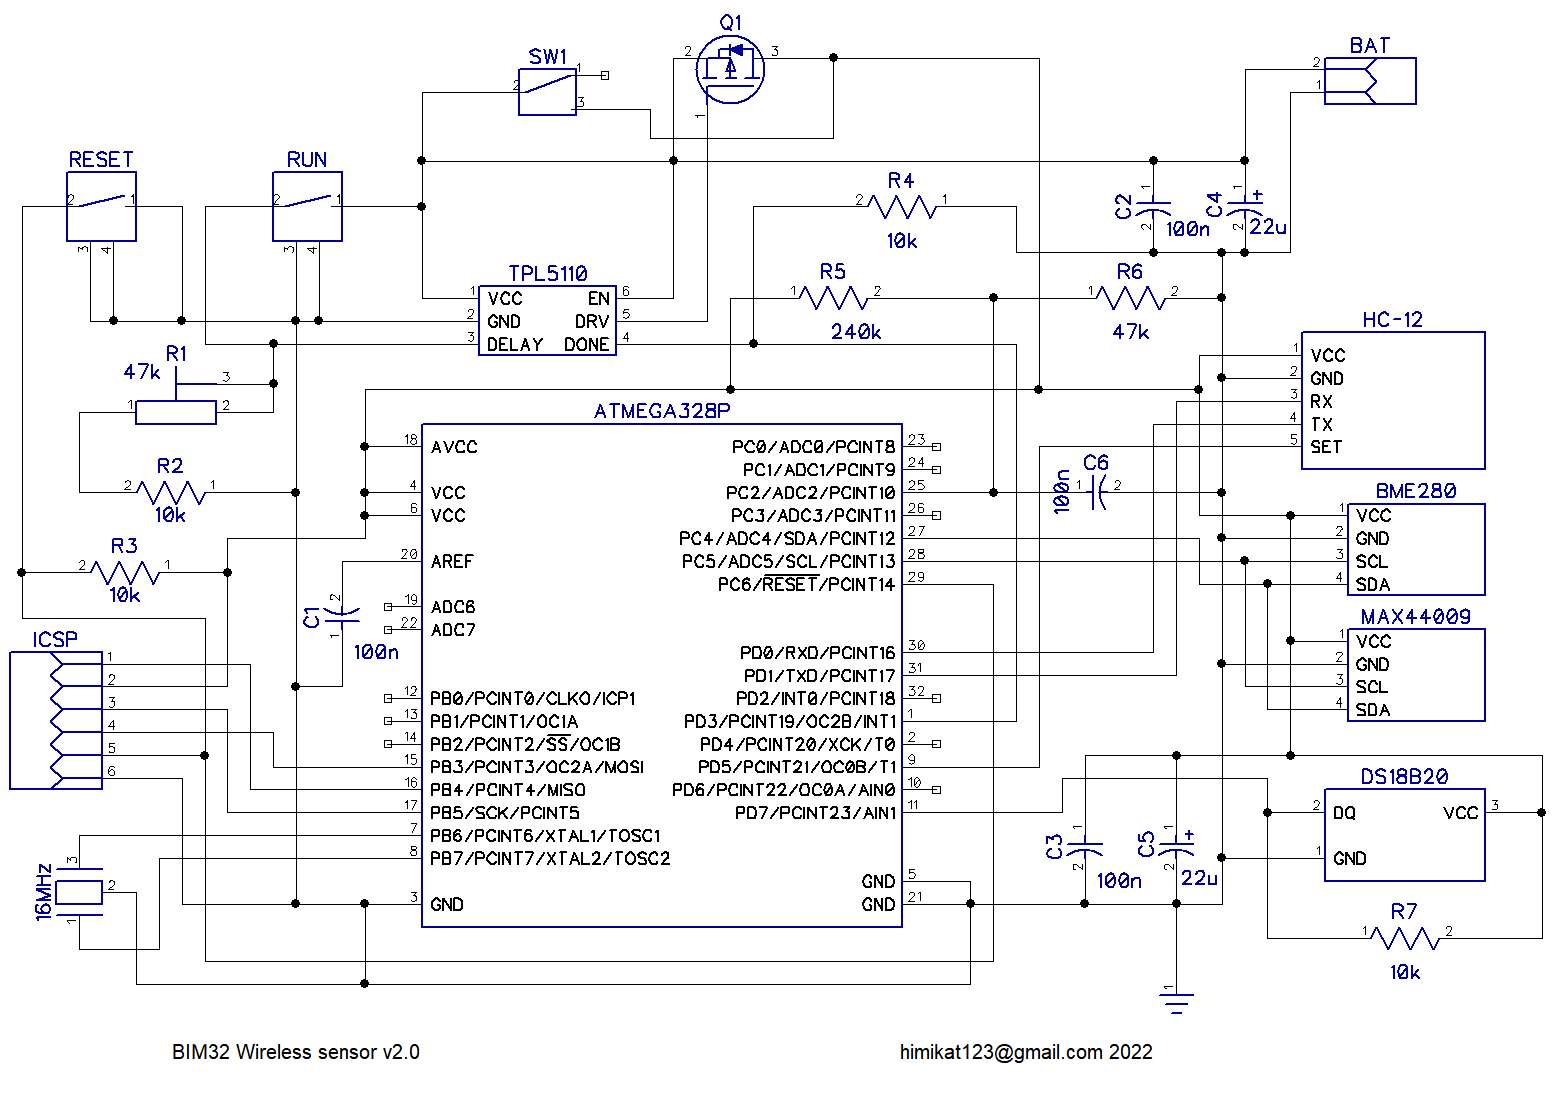 Q1
2 3
1
SW1
1
2
3
BAT
2
1
RESET
2 1
3 4
RUN
2 1
3 4
R4
2 1
10k
C2
1
2
100n
C4
1
+
2
22u
TPL5110
1 VCC EN 6
2 GND DRV 5
3 DELAY DONE 4
R5
1 2
240k
R6
1 2
47k
HC-12
1 VCC
2 GND
3 RX
4 TX
5 SET
R1
47k
3
1 2
R2
2 1
10k
R3
2 1
10k
ATMEGA328P
18 AVCC
4 VCC
6 VCC
20 AREF
19 ADC6
22 ADC7
12 PB0/PCINT0/CLKO/ICP1
13 PB1/PCINT1/OC1A
14 PB2/PCINT2/SS/OC1B
15 PB3/PCINT3/OC2A/MOSI
16 PB4/PCINT4/MISO
17 PB5/SCK/PCINT5
7 PB6/PCINT6/XTAL1/TOSC1
8 PB7/PCINT7/XTAL2/TOSC2
3 GND
PC0/ADC0/PCINT8 23
PC1/ADC1/PCINT9 24
PC2/ADC2/PCINT10 25
PC3/ADC3/PCINT11 26
PC4/ADC4/SDA/PCINT12 27
PC5/ADC5/SCL/PCINT13 28
PC6/RESET/PCINT14 29
PD0/RXD/PCINT16 30
PD1/TXD/PCINT17 31
PD2/INT0/PCINT18 32
PD3/PCINT19/OC2B/INT1 1
PD4/PCINT20/XCK/T0 2
PD5/PCINT21/OC0B/T1 9
PD6/PCINT22/OC0A/AIN0 10
PD7/PCINT23/AIN1 11
GND 5
GND 21
C6
100n
1 2
BME280
1 VCC
2 GND
3 SCL
4 SDA
MAX44009
1 VCC
2 GND
3 SCL
4 SDA
C1
2
1
100n
ICSP
1
2
3
4
5
6
16MHz
3
2
1
C3
1
2
100n
C5
1
+
2
22u
DS18B20
2 DQ VCC 3
1 GND
R7
1 2
10k
1
BIM32 Wireless sensor v2.0
himikat123@gmail.com 2022